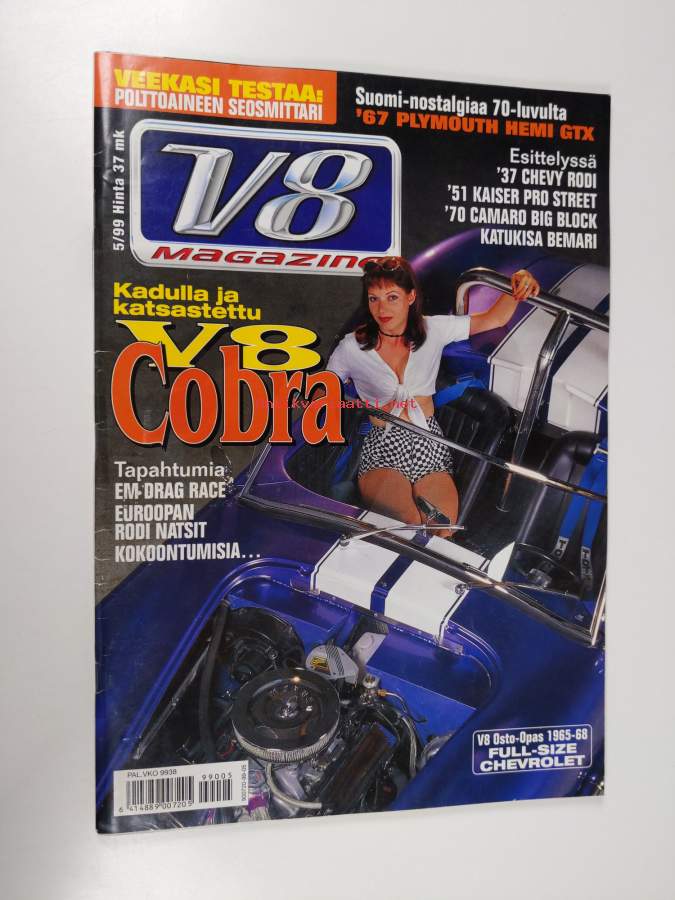 VEEKASI TESTAA:
POLTTOAINEEN SEOSMITTARI
Suomi-nostalgiaa 70-luvulta
'67 PLYMOUTH HEMI GTX
5/99 Hinta 37 mk
V8
MAGAZINE
Esittelyssä
'37 CHEVY RODI
'51 KAISER PRO STREET
'70 CAMARO BIG BLOCK
KATUKISA BEMARI
Kadulla ja
katsastettu
V8
Cobra
Tapahtumia
EM DRAG RACE
EUROOPAN
RODI NATSIT
KOKOONTUMISIA...
V8 Osto-Opas 1965-68
FULL-SIZE
CHEVROLET
PAL.VKO 9938
99005
6 414889 007205